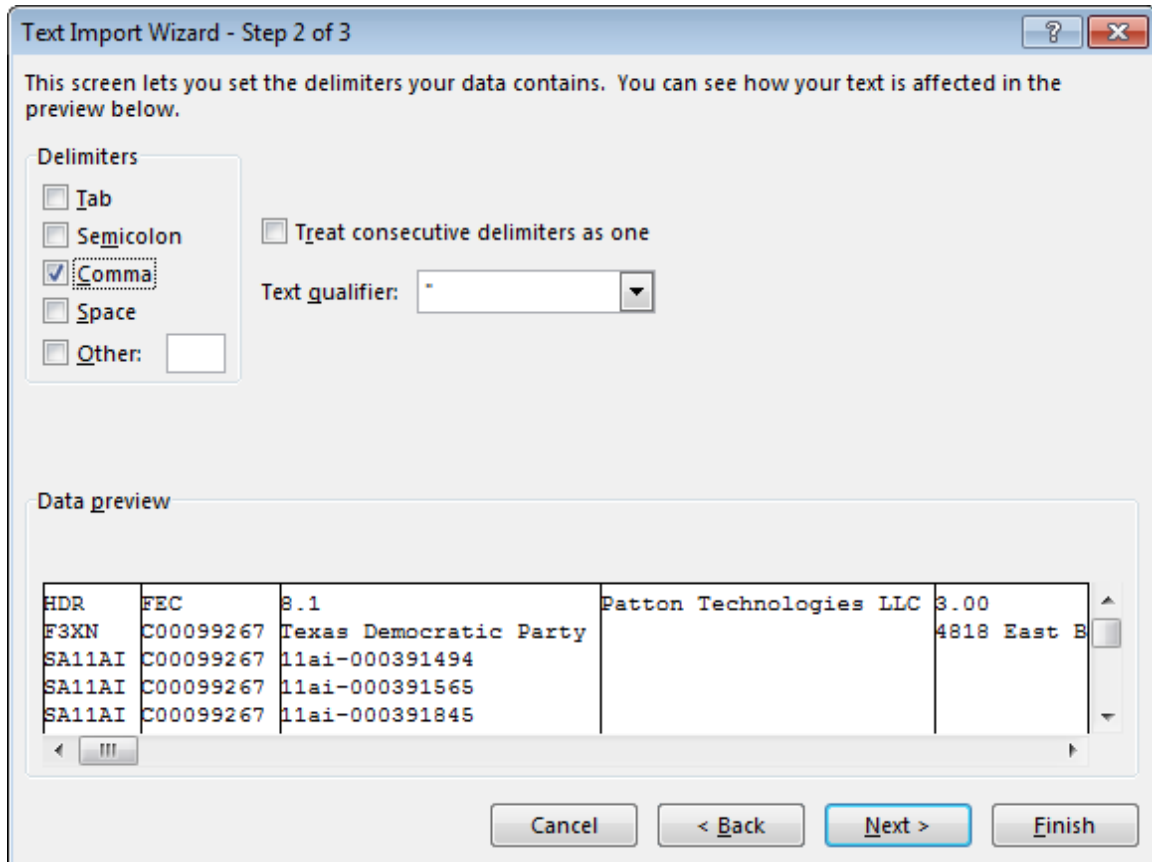 Text Import Wizard - Step 2 of 3
This screen lets you set the delimiters your data contains.  You can see how your text is affected in the
preview below.
Delimiters
Tab
Semicolon
Comma
Space
Other:
Treat consecutive delimiters as one
Text qualifier: "
Data preview
HDR FEC 8.1 Patton Technologies LLC 3.00
F3XN C00099267 Texas Democratic Party 4818 East B
SA11AI C00099267 11ai-000391494
SA11AI C00099267 11ai-000391565
SA11AI C00099267 11ai-000391845
Cancel < Back Next > Finish